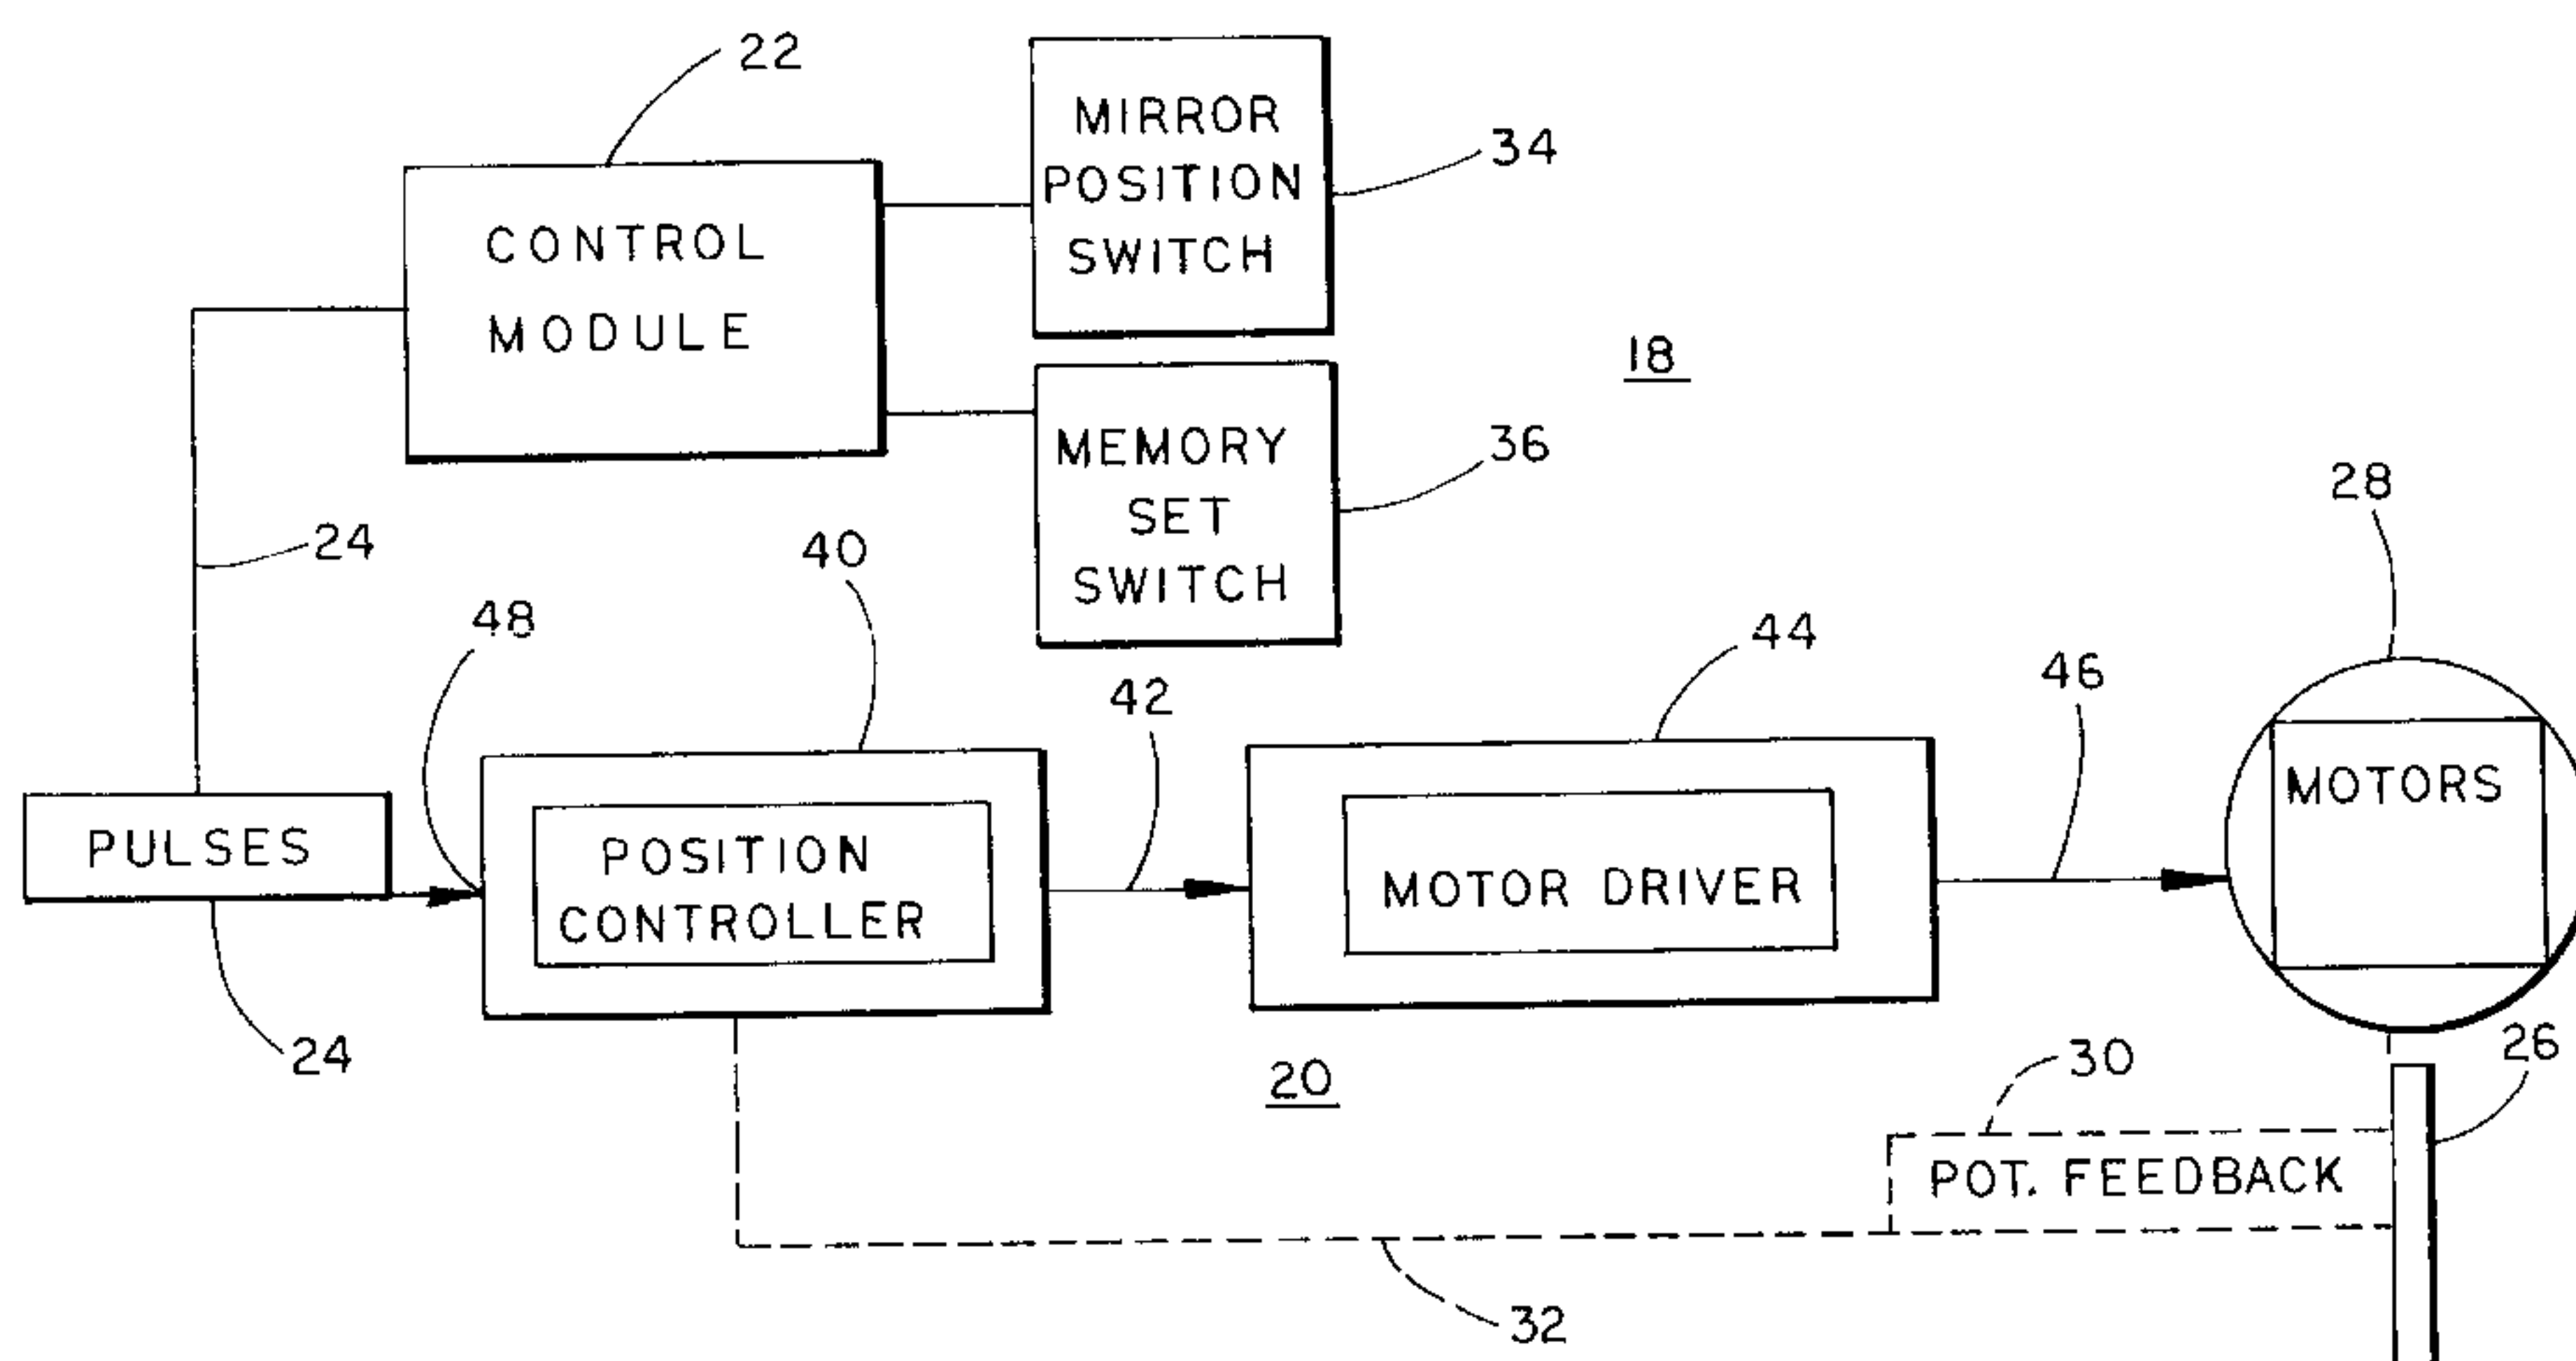 22
MIRROR
POSITION
SWITCH
34
CONTROL
MODULE
18
MEMORY
SET
SWITCH
36
24
40
28
48
42
44
46
PULSES
POSITION
CONTROLLER
MOTOR DRIVER
MOTORS
24
20
30
26
POT. FEEDBACK
32